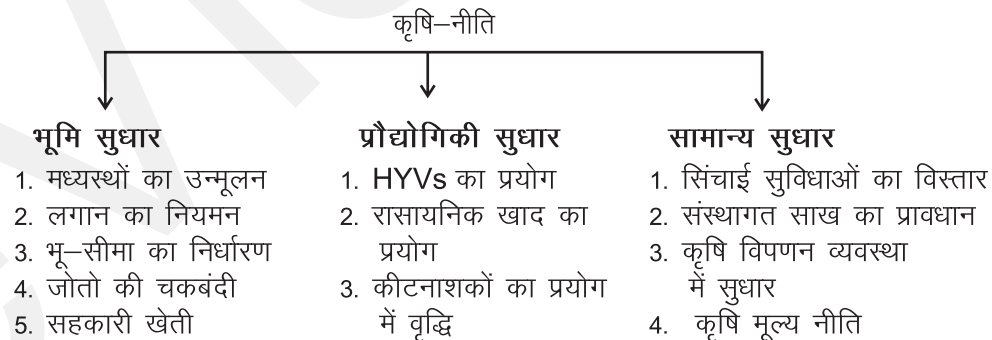 कृषि–नीति
भूमि सुधार
1. मध्यस्थों का उन्मूलन
2. लगान का नियमन
3. भू–सीमा का निर्धारण
4. जोतो की चकबंदी
5. सहकारी खेती
प्रौद्योगिकी सुधार
1. HYVs का प्रयोग
2. रासायनिक खाद का
प्रयोग
3. कीटनाशकों का प्रयोग
में वृद्धि
सामान्य सुधार
1. सिंचाई सुविधाओं का विस्तार
2. संस्थागत साख का प्रावधान
3. कृषि विपणन व्यवस्था
में सुधार
4. कृषि मूल्य नीति